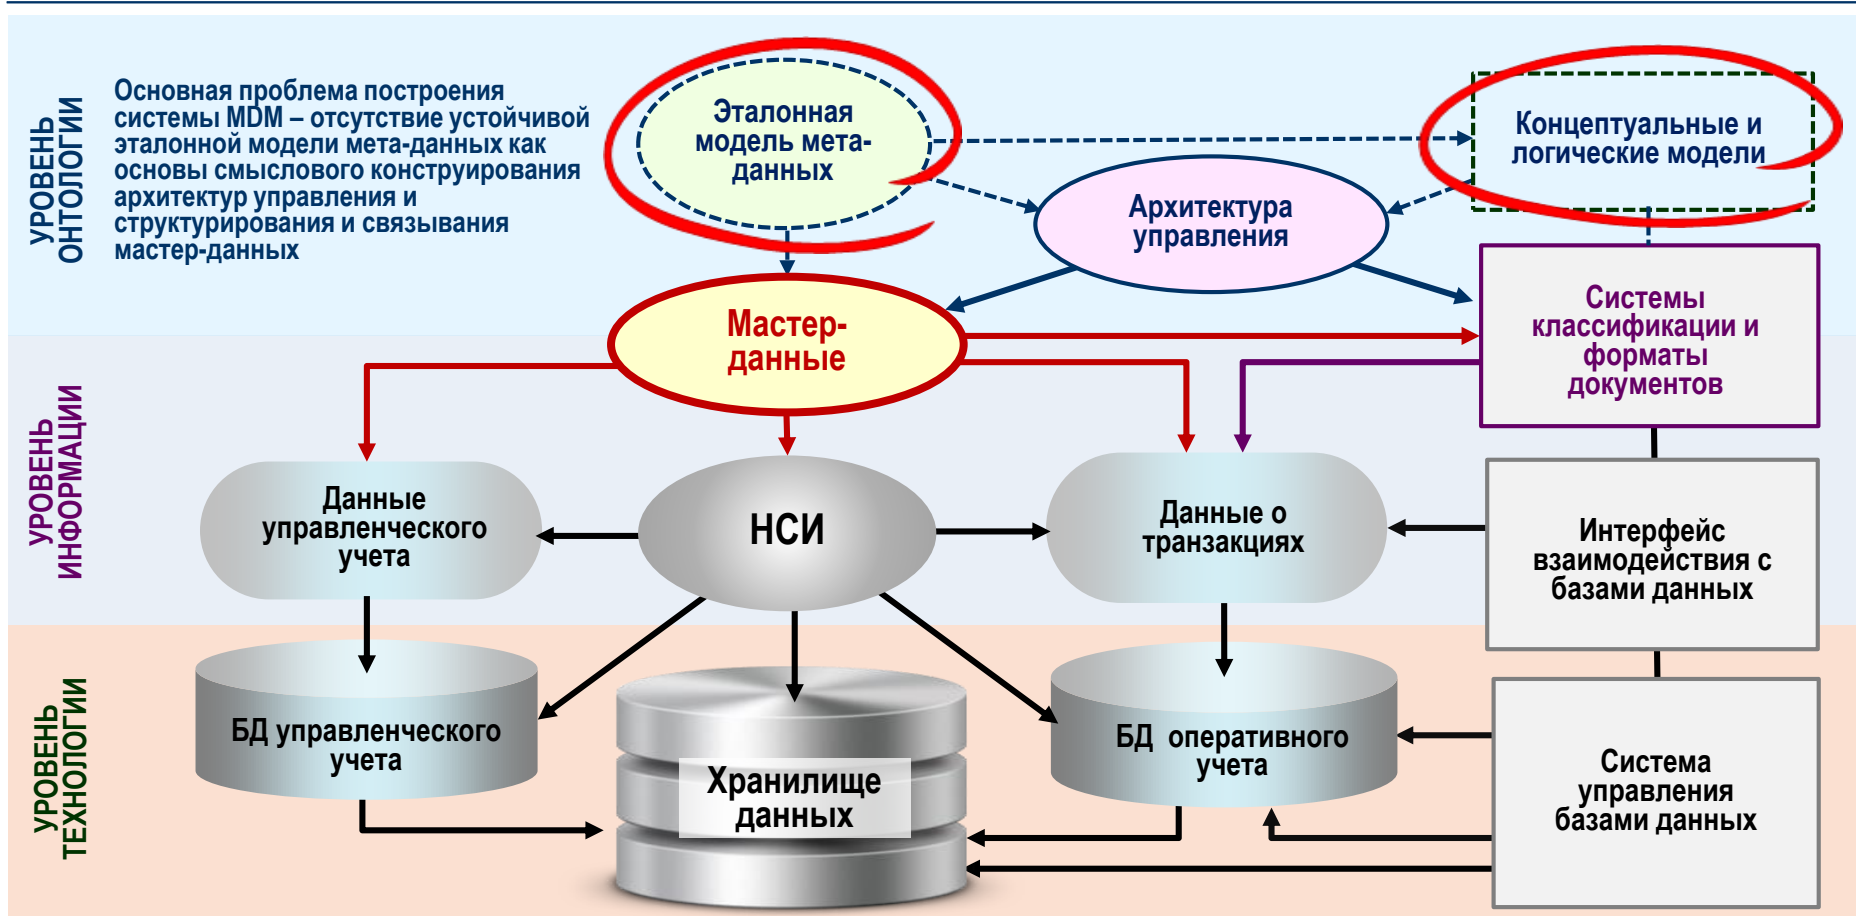 УРОВЕНЬ
ОНТОЛОГИИ
Основная проблема построения
системы MDM – отсутствие устойчивой
эталонной модели мета-данных как
основы смыслового конструирования
архитектур управления и
структурирования и связывания
мастер-данных
Эталонная
модель мета-
данных
Концептуальные и
логические модели
Архитектура
управления
Мастер-
данные
Системы
классификации и
форматы
документов
УРОВЕНЬ
ИНФОРМАЦИИ
Данные
управленческого
учета
НСИ
Данные о
транзакциях
Интерфейс
взаимодействия с
базами данных
УРОВЕНЬ
ТЕХНОЛОГИИ
БД управленческого
учета
Хранилище
данных
БД оперативного
учета
Система
управления
базами данных